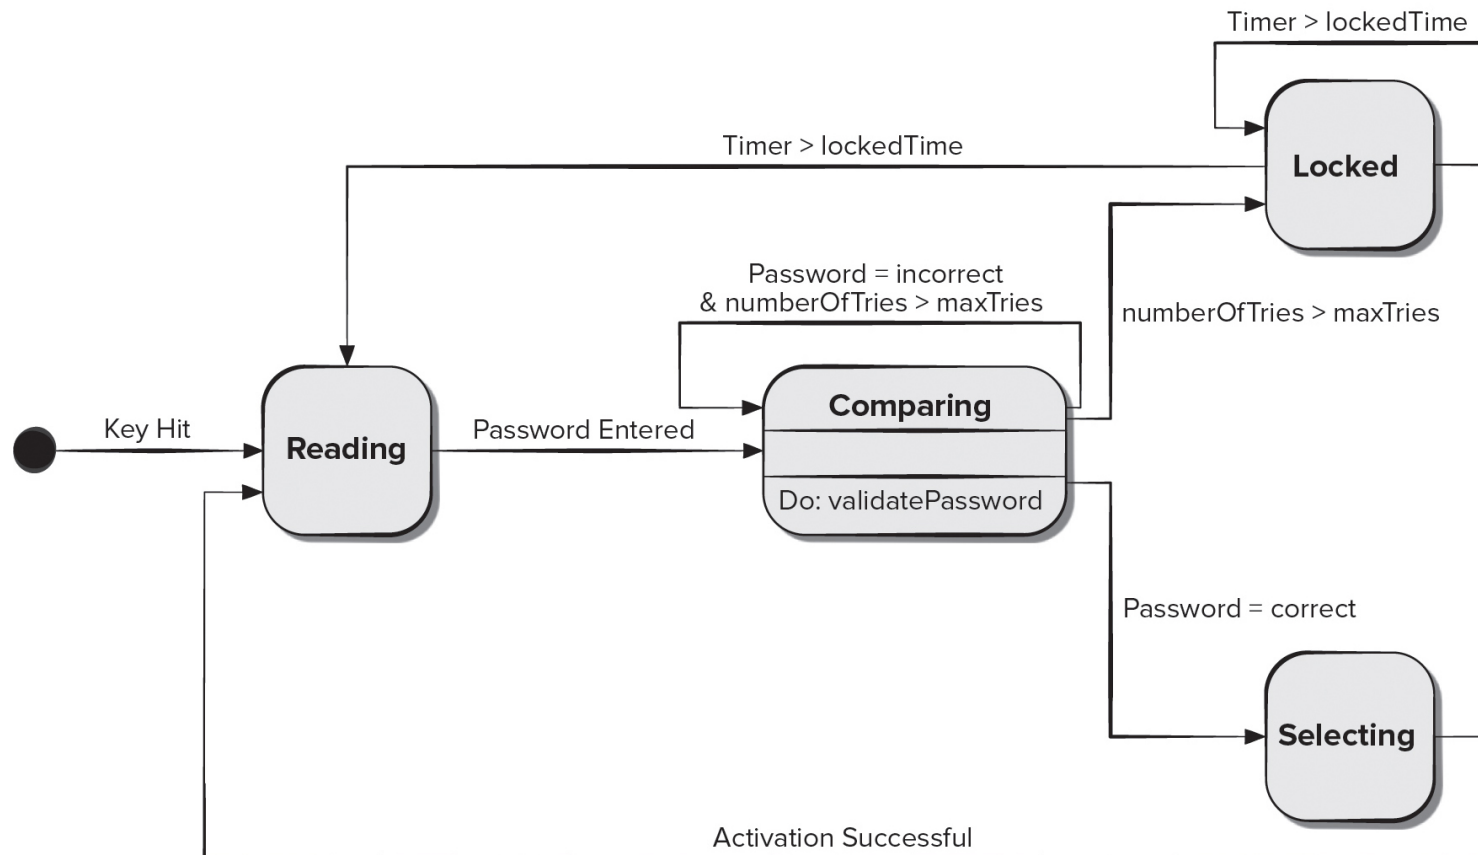 Timer > lockedTime
Locked
Timer > lockedTime
Password = incorrect
& numberOfTries > maxTries
numberOfTries > maxTries
Key Hit
Reading
Password Entered
Comparing
Do: validatePassword
Password = correct
Selecting
Activation Successful